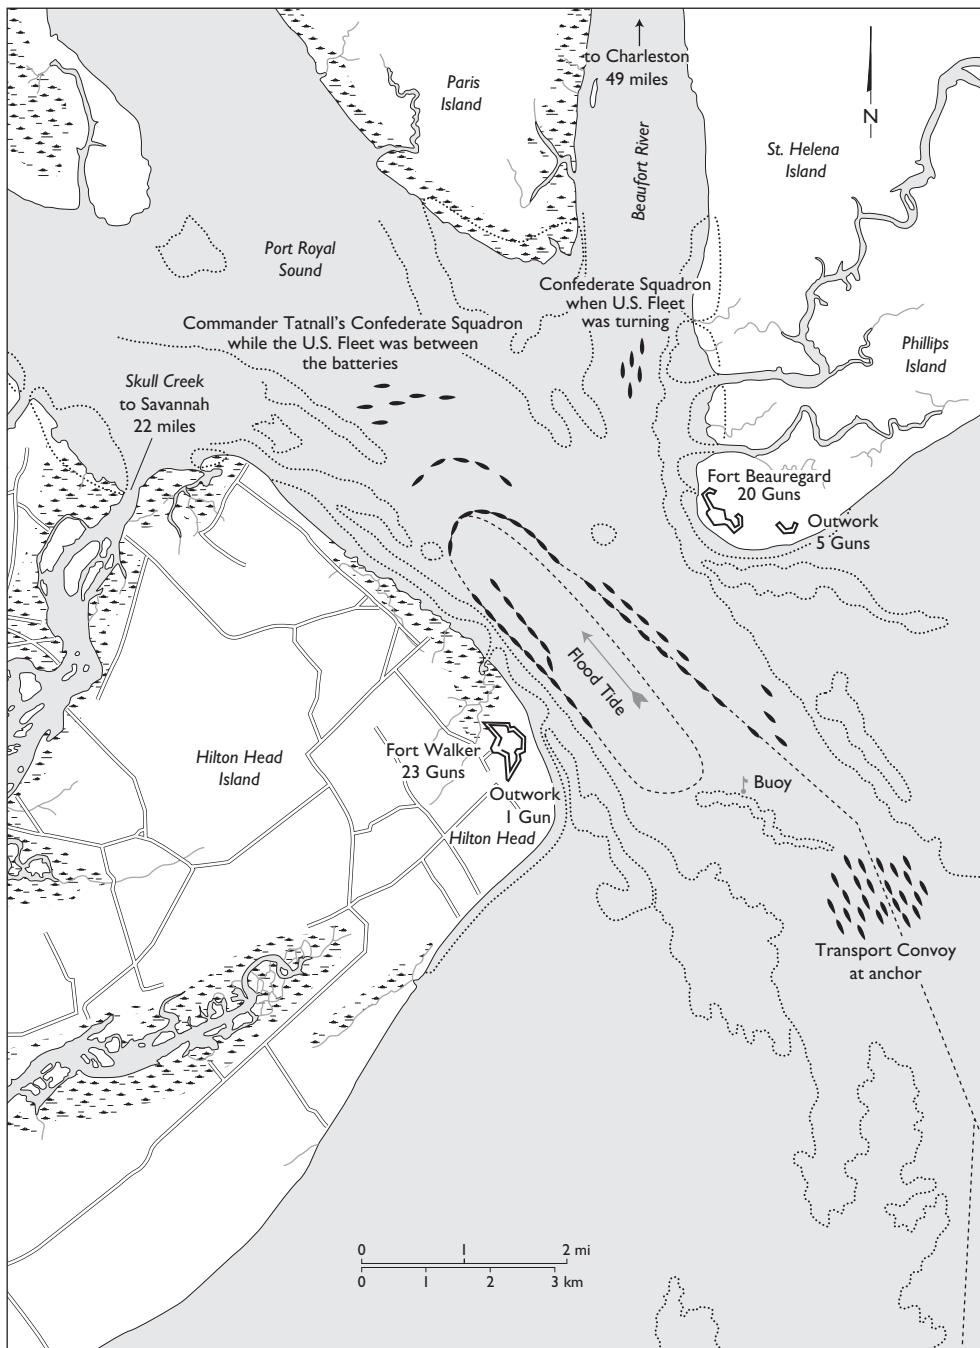 to Charleston
49 miles
Paris
Island
Beaufort River
N
St. Helena
Island
Port Royal
Sound
Confederate Squadron
when U.S. Fleet
was turning
Commander Tatnall's Confederate Squadron
while the U.S. Fleet was between
the batteries
Phillips
Island
Skull Creek
to Savannah
22 miles
Fort Beauregard
20 Guns
Outwork
5 Guns
Flood Tide
Fort Walker
23 Guns
Hilton Head
Island
Buoy
Outwork
1 Gun
Hilton Head
Transport Convoy
at anchor
0 1 2 mi
0 1 2 3 km